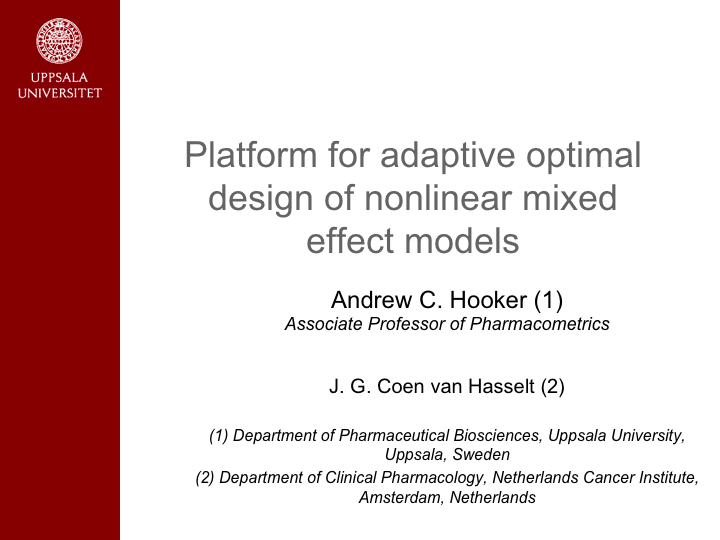 UPPSALA
UNIVERSITET
Platform for adaptive optimal
design of nonlinear mixed
effect models
Andrew C. Hooker (1)
Associate Professor of Pharmacometrics
J. G. Coen van Hasselt (2)
(1) Department of Pharmaceutical Biosciences, Uppsala University,
Uppsala, Sweden
(2) Department of Clinical Pharmacology, Netherlands Cancer Institute,
Amsterdam, Netherlands